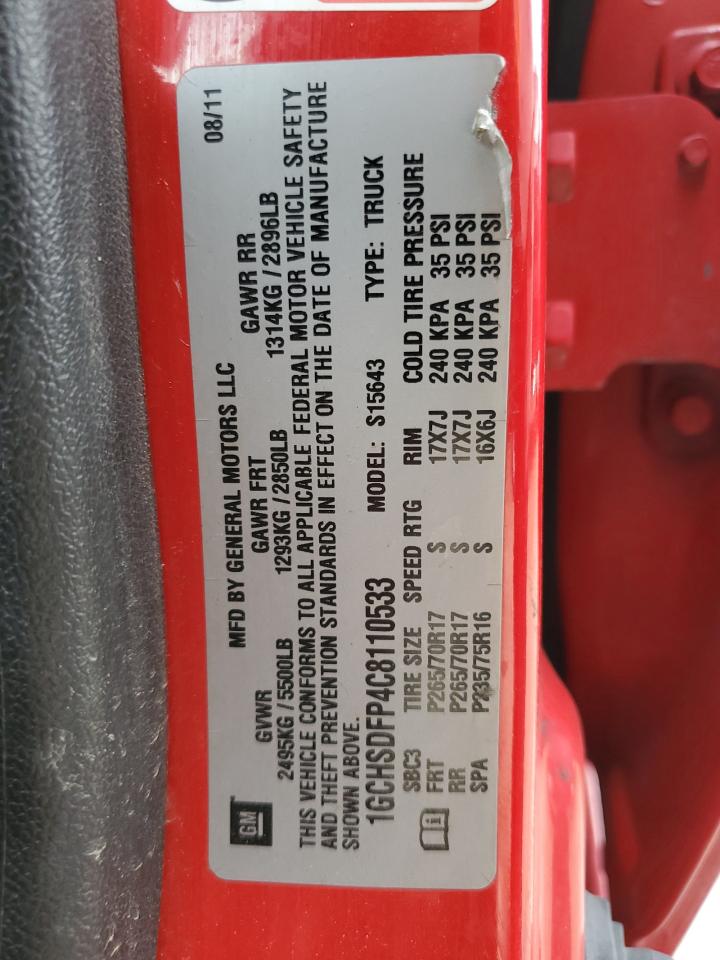 GM
MFD BY GENERAL MOTORS LLC 08/11
GVWR GAWR FRT GAWR RR
2495KG/5500LB 1293KG/2850LB 1314KG/2896LB
THIS VEHICLE CONFORMS TO ALL APPLICABLE FEDERAL MOTOR VEHICLE SAFETY
AND THEFT PREVENTION STANDARDS IN EFFECT ON THE DATE OF MANUFACTURE
SHOWN ABOVE.
1GCHSDFP4C8110533 MODEL: S15643 TYPE: TRUCK
SBC3 TIRE SIZE SPEED RTG RIM COLD TIRE PRESSURE
FRT P265/70R17 S 17X7J 240 KPA 35 PSI
RR P265/70R17 S 17X7J 240 KPA 35 PSI
SPA P235/75R16 S 16X6J 240 KPA 35 PSI